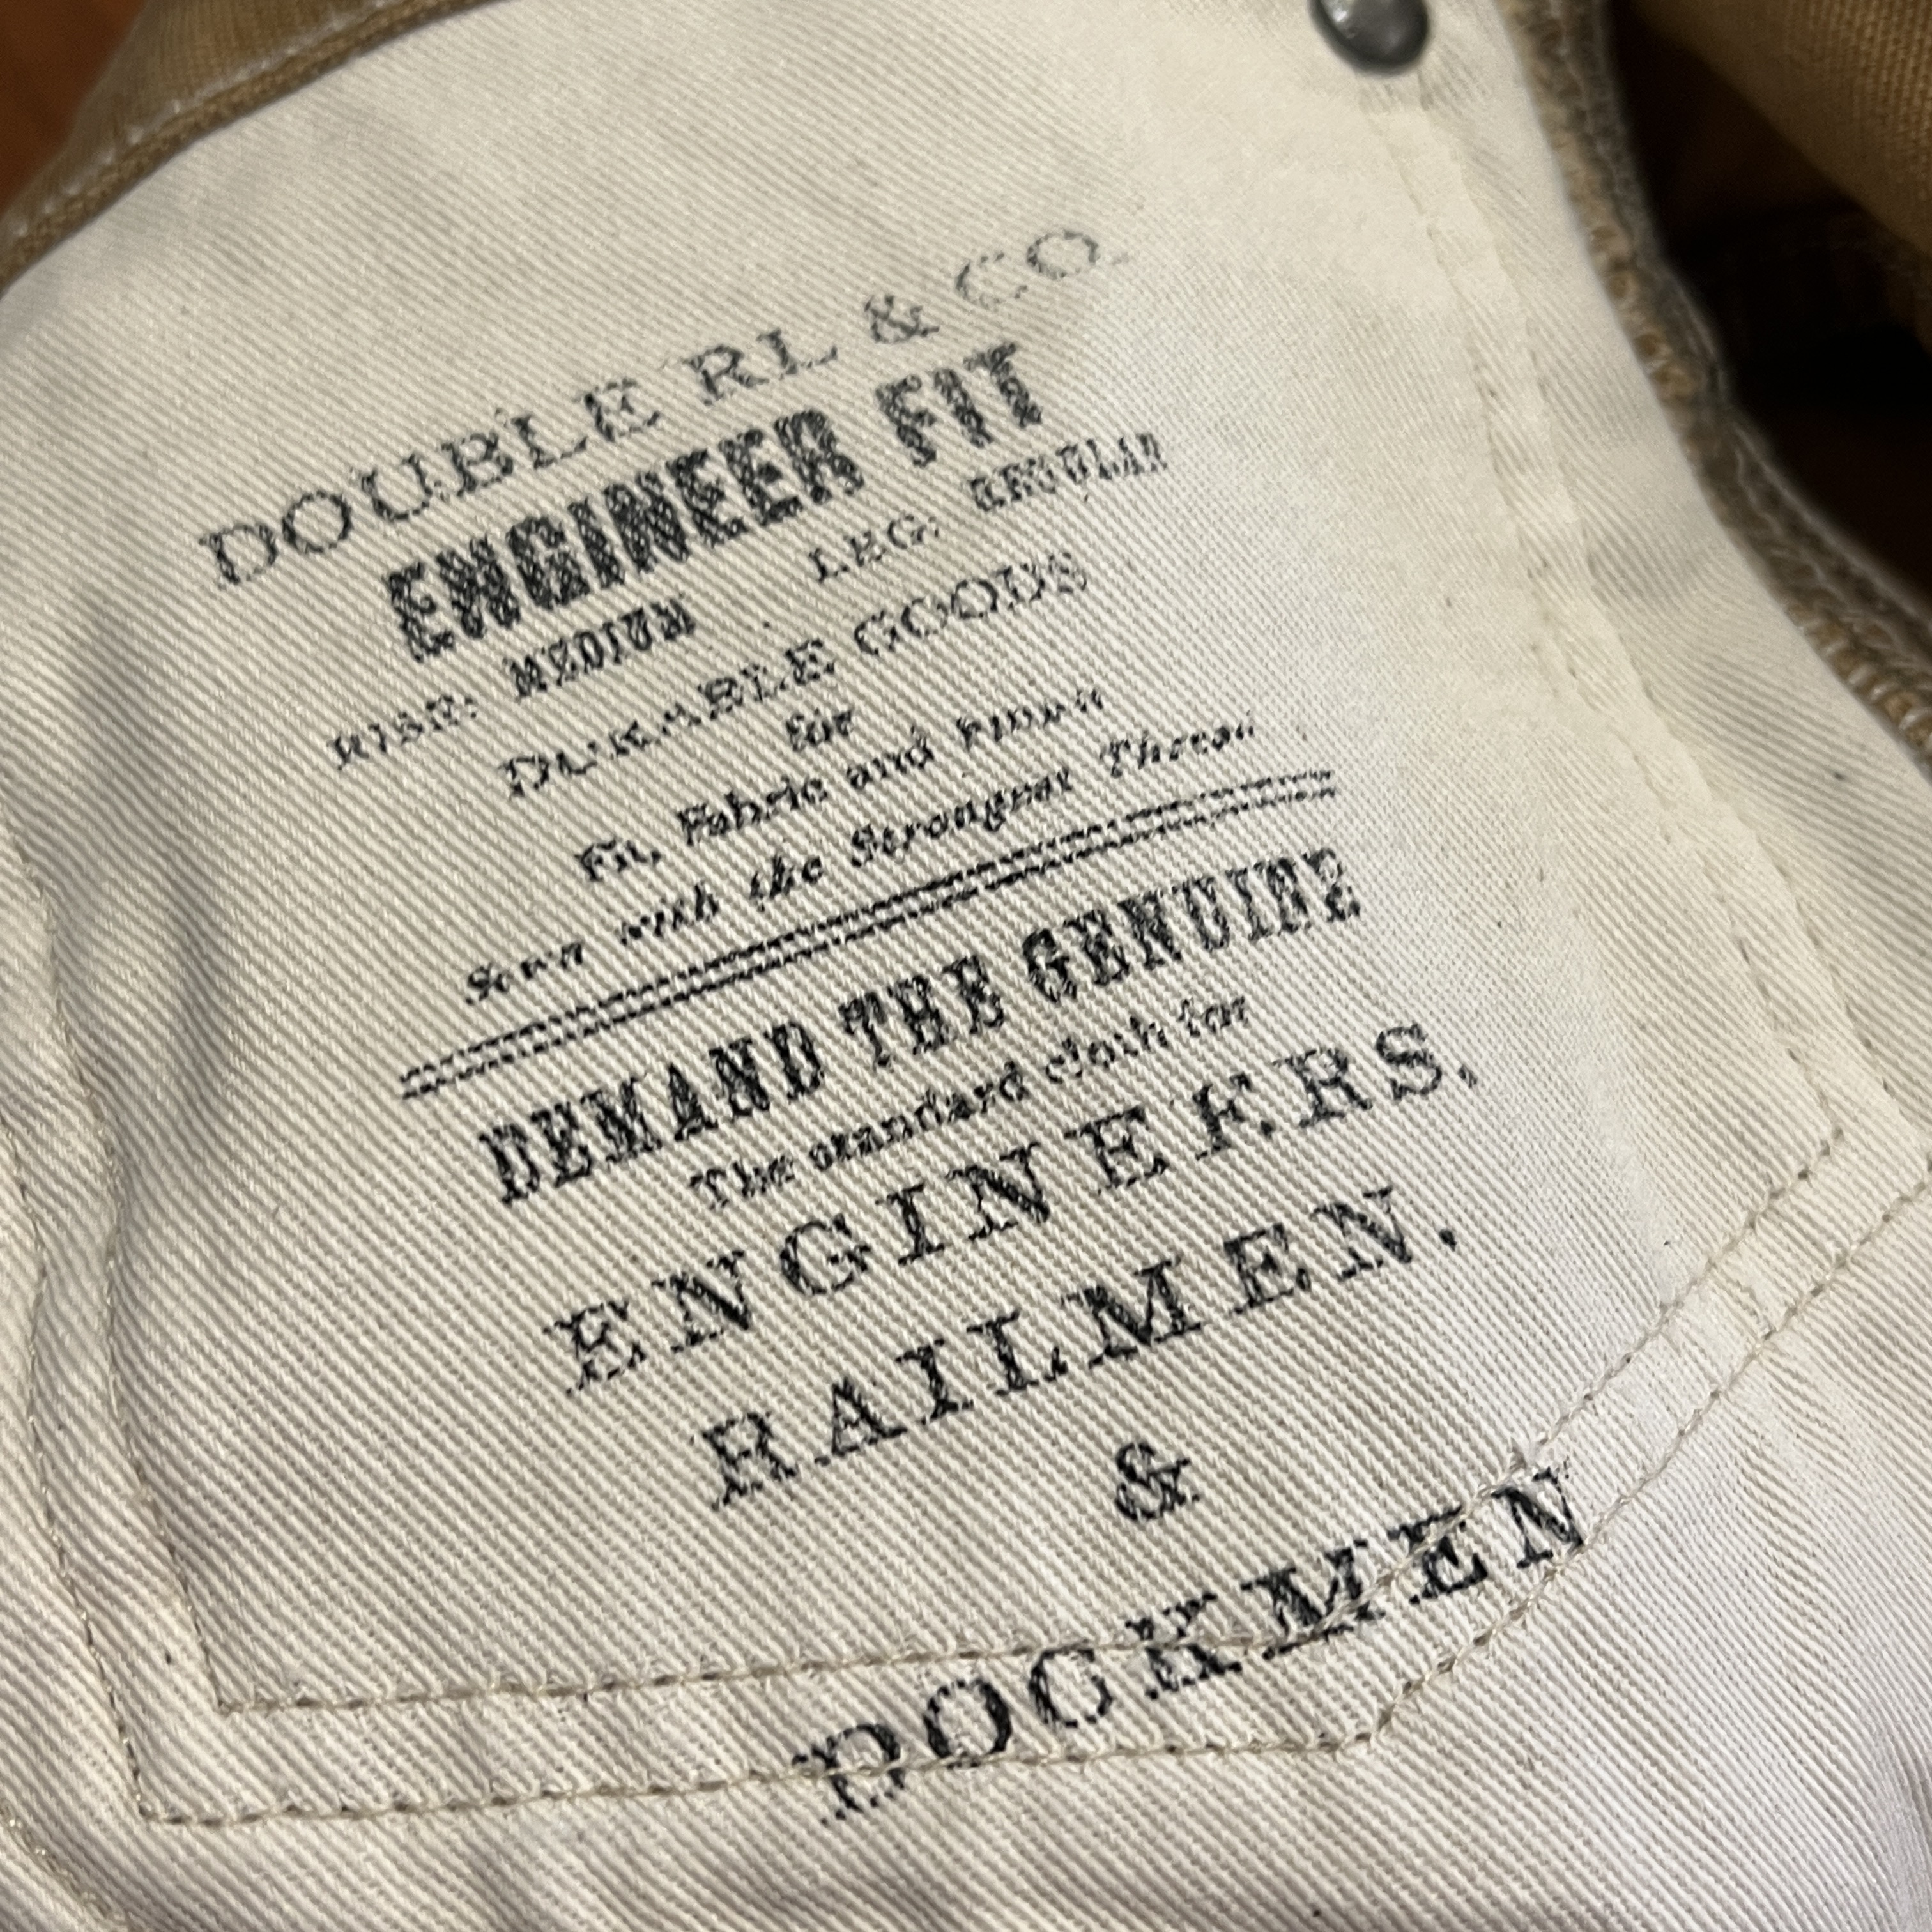 DOUBLE RL & CO.
ENGINEER FIT
RISE: MEDIUM LEG: REGULAR
DURABLE GOODS
for
Fit, Fabric and Finish
Sewn with the Strongest Thread
DEMAND THE GENUINE
The standard cloth for
ENGINEERS,
RAILMEN,
&
DOCKMEN